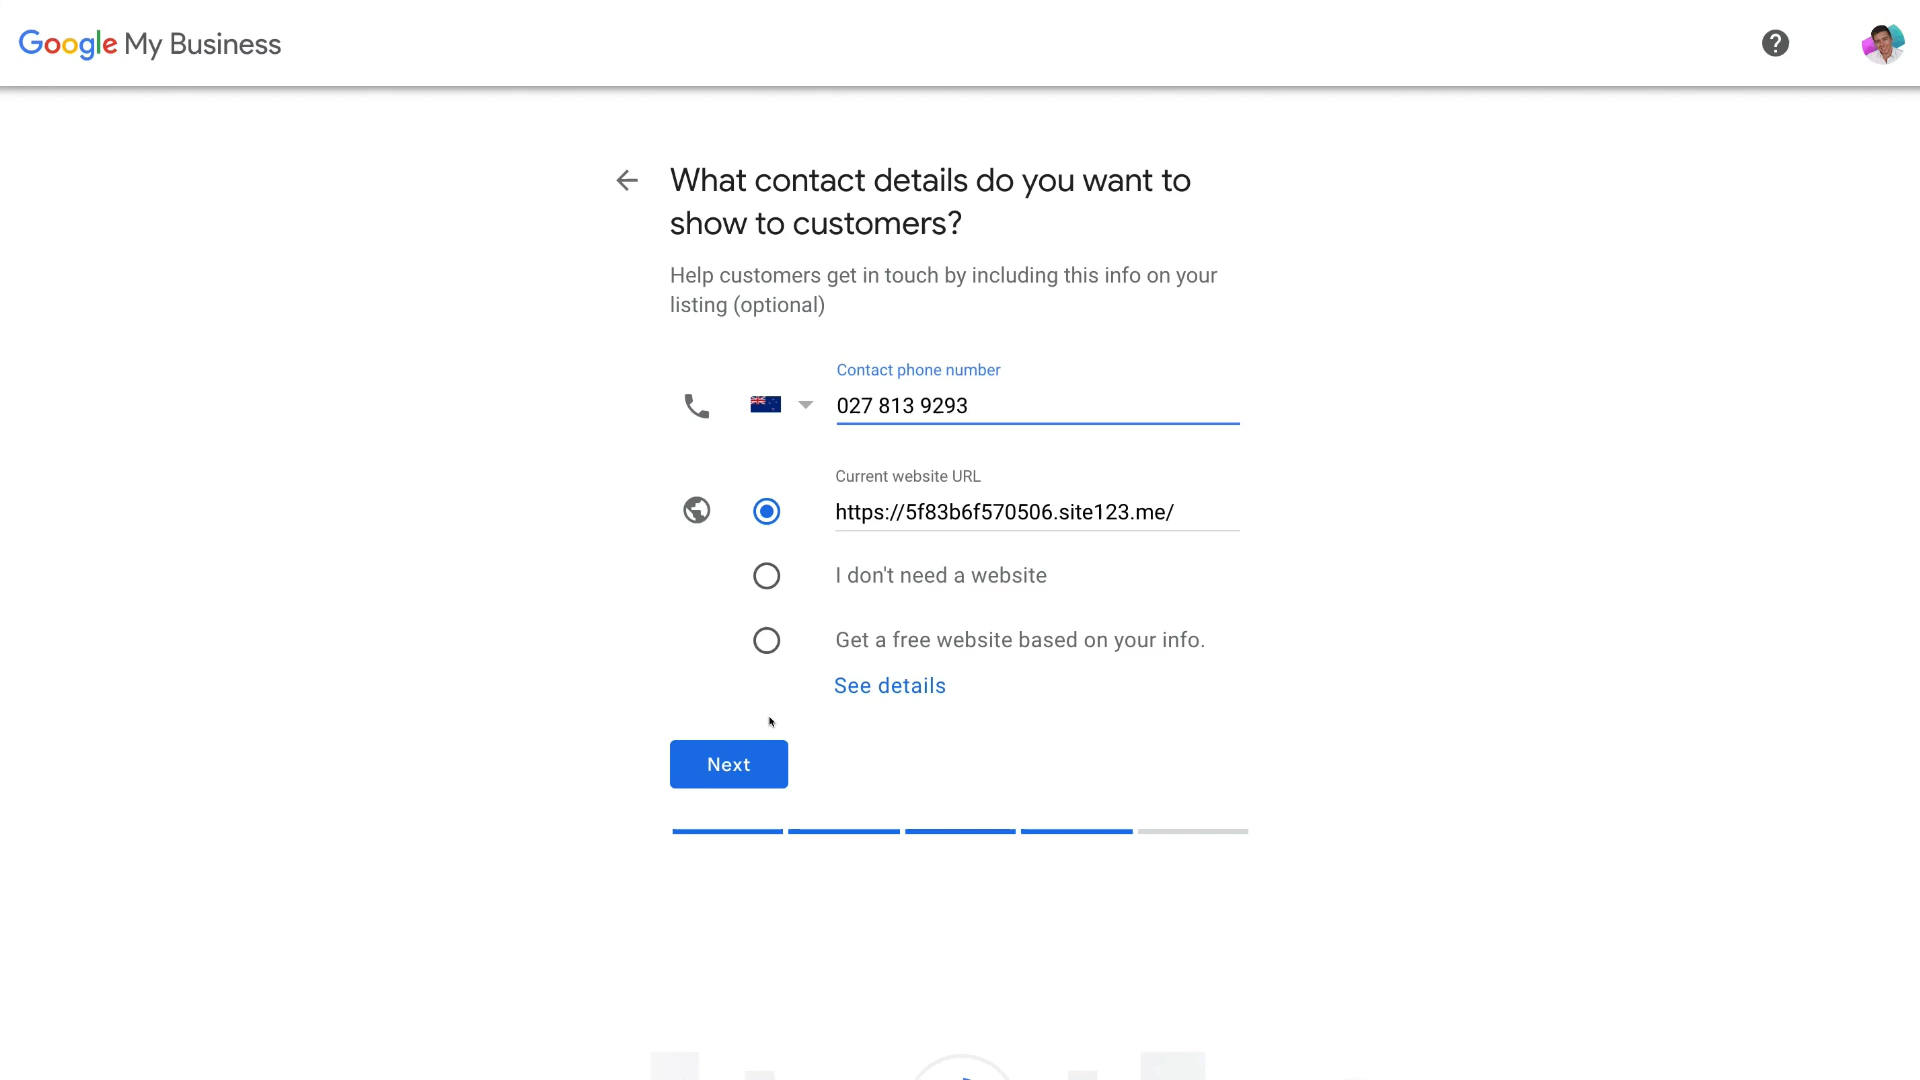 Google My Business
What contact details do you want to
show to customers?
Help customers get in touch by including this info on your
listing (optional)
Contact phone number
027 813 9293
Current website URL
https://5f83b6f570506.site123.me/
I don't need a website
Get a free website based on your info.
See details
Next